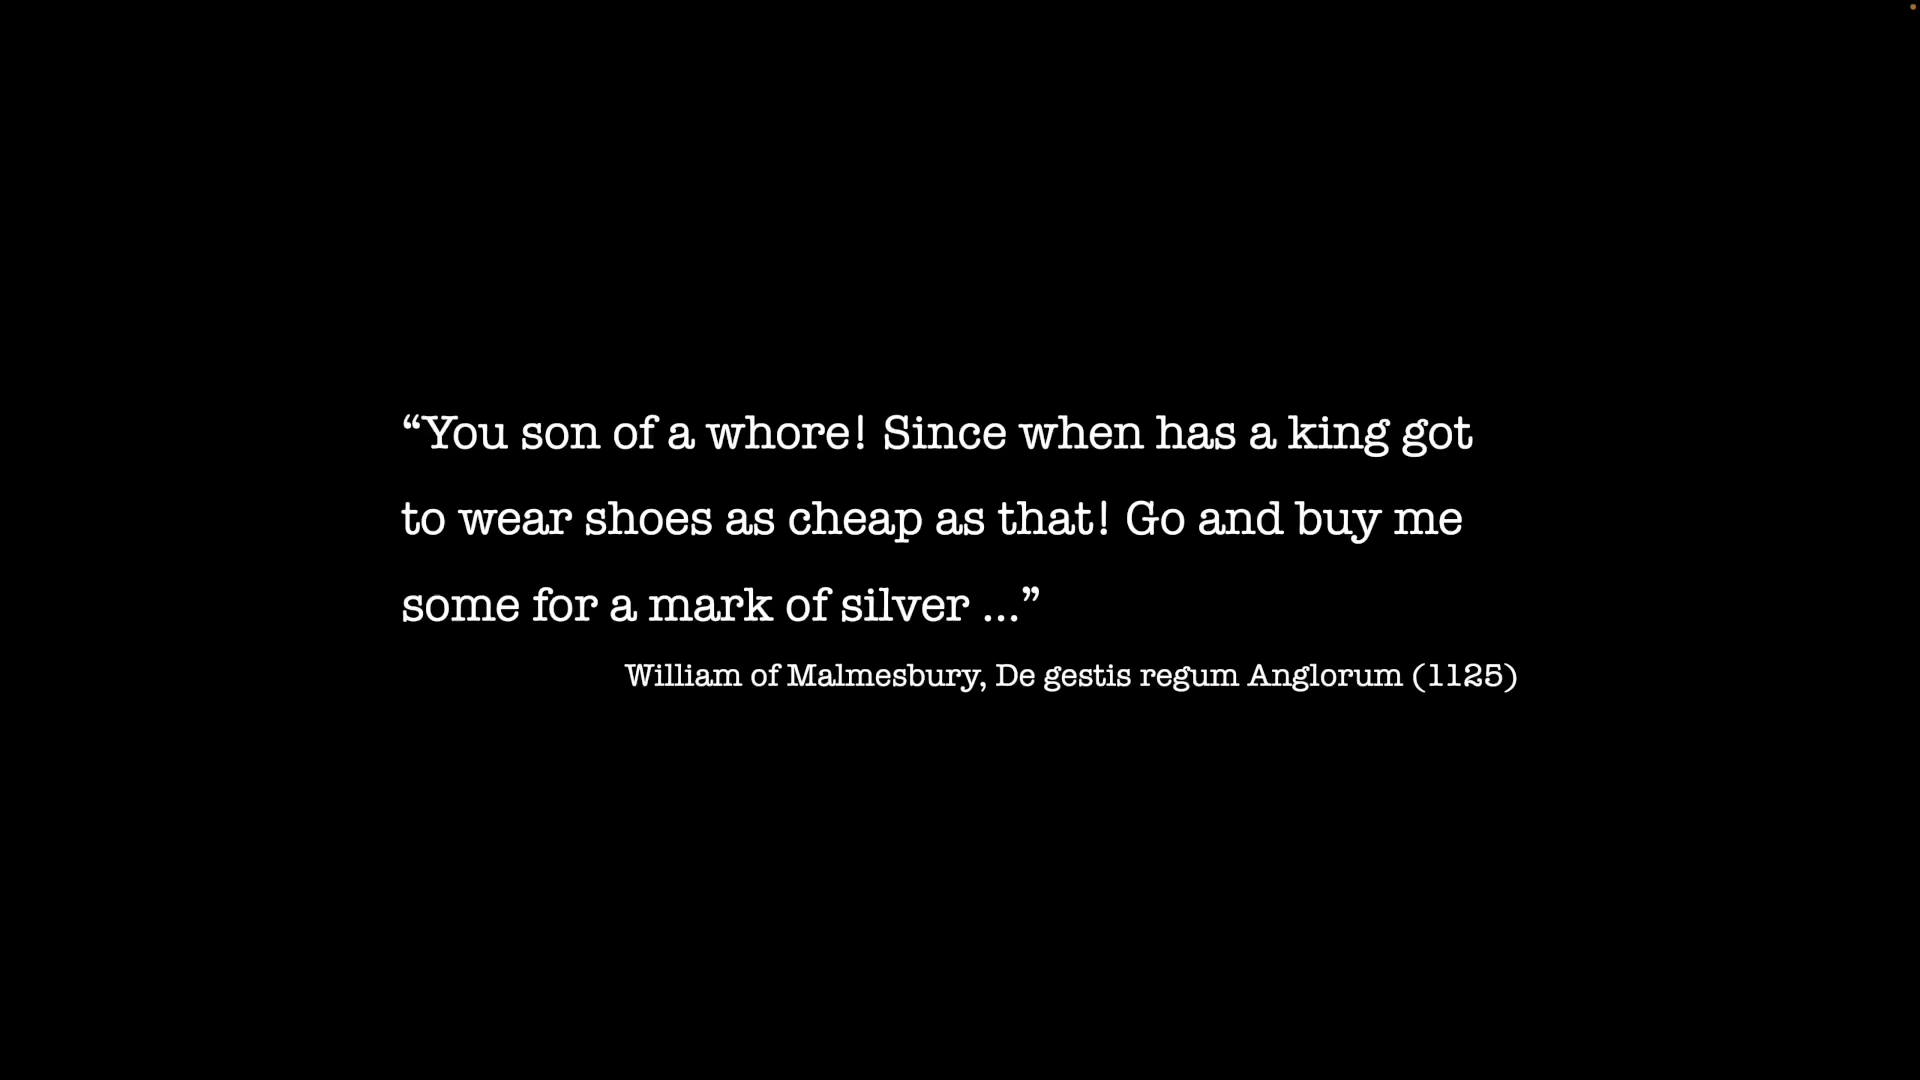 “You son of a whore! Since when has a king got
to wear shoes as cheap as that! Go and buy me
some for a mark of silver ...”
William of Malmesbury, De gestis regum Anglorum (1125)